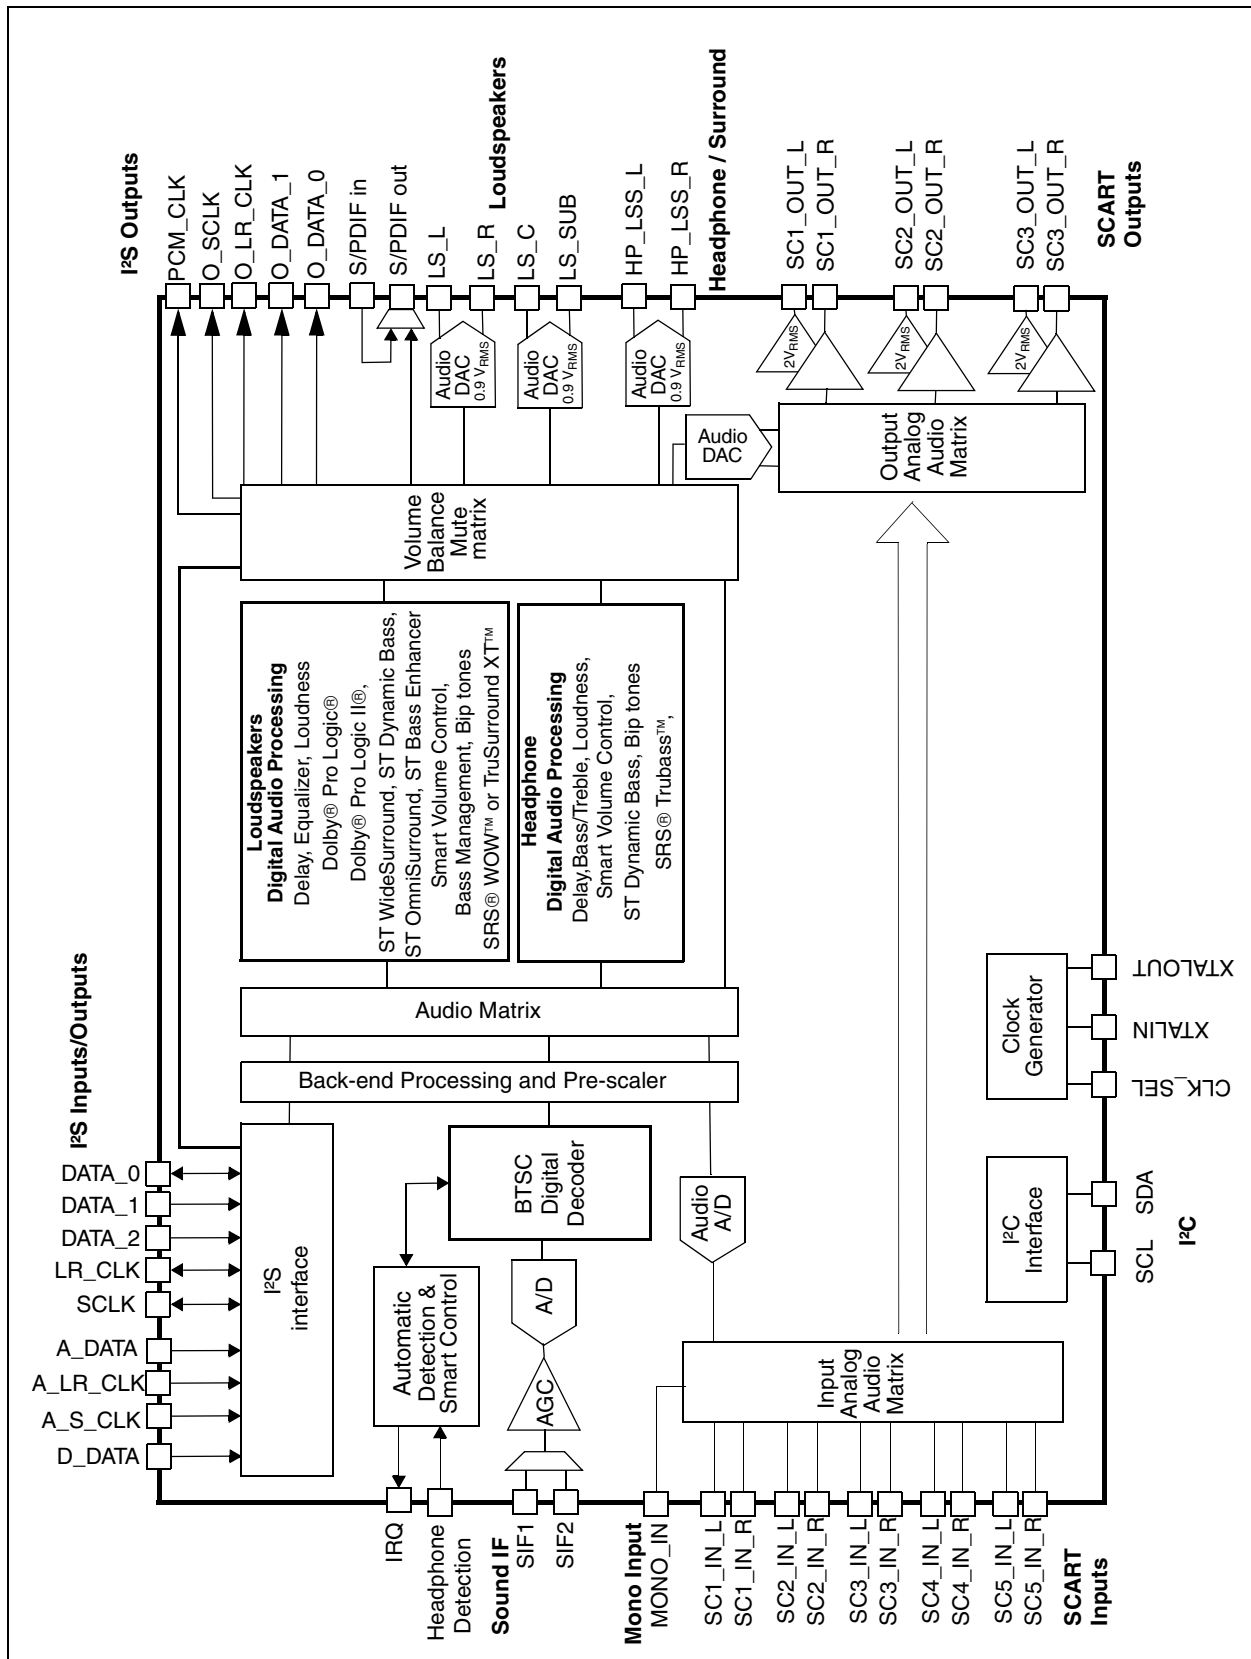 I²S Outputs
PCM_CLK
O_SCLK
O_LR_CLK
O_DATA_1
O_DATA_0
S/PDIF in
S/PDIF out
LS_L
LS_R
Loudspeakers
LS_C
LS_SUB
HP_LSS_L
HP_LSS_R
Headphone / Surround
SC1_OUT_L
SC1_OUT_R
SC2_OUT_L
SC2_OUT_R
SC3_OUT_L
SC3_OUT_R
SCART
Outputs
Audio
DAC
0.9 VRMS
Audio
DAC
0.9 VRMS
Audio
DAC
0.9 VRMS
2VRMS
2VRMS
2VRMS
Audio
DAC
Output
Analog
Audio
Matrix
Volume
Balance
Mute
matrix
Loudspeakers
Digital Audio Processing
Delay, Equalizer, Loudness
Dolby® Pro Logic®
Dolby® Pro Logic II®,
ST WideSurround, ST Dynamic Bass,
ST OmniSurround, ST Bass Enhancer
Smart Volume Control,
Bass Management, Bip tones
SRS® WOW™ or TruSurround XT™
Headphone
Digital Audio Processing
Delay,Bass/Treble, Loudness,
Smart Volume Control,
ST Dynamic Bass, Bip tones
SRS® Trubass™,
Audio Matrix
Back-end Processing and Pre-scaler
I²S Inputs/Outputs
DATA_0
DATA_1
DATA_2
LR_CLK
SCLK
A_DATA
A_LR_CLK
A_S_CLK
D_DATA
I²S
interface
BTSC
Digital
Decoder
Automatic
Detection &
Smart Control
A/D
AGC
Audio
A/D
Input
Analog
Audio
Matrix
Clock
Generator
XTALOUT
XTALIN
CLK_SEL
I²C
Interface
SDA
SCL
I²C
IRQ
Headphone
Detection
Sound IF
SIF1
SIF2
Mono Input
MONO_IN
SC1_IN_L
SC1_IN_R
SC2_IN_L
SC2_IN_R
SC3_IN_L
SC3_IN_R
SC4_IN_L
SC4_IN_R
SC5_IN_L
SC5_IN_R
SCART
Inputs